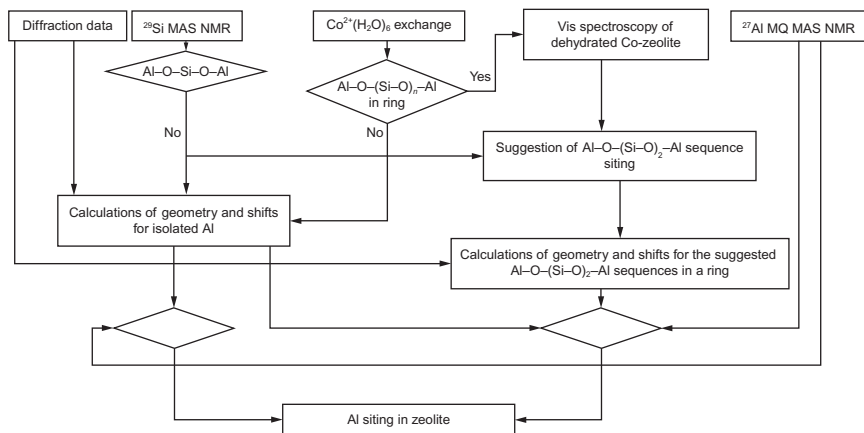 Diffraction data
²⁹Si MAS NMR
Co²⁺(H₂O)₆ exchange
Vis spectroscopy of
dehydrated Co-zeolite
²⁷Al MQ MAS NMR
Al–O–Si–O–Al
Al–O–(Si–O)ₙ–Al
in ring
Yes
No
No
Suggestion of Al–O–(Si–O)₂–Al sequence
siting
Calculations of geometry and shifts
for isolated Al
Calculations of geometry and shifts for the suggested
Al–O–(Si–O)₂–Al sequences in a ring
Al siting in zeolite